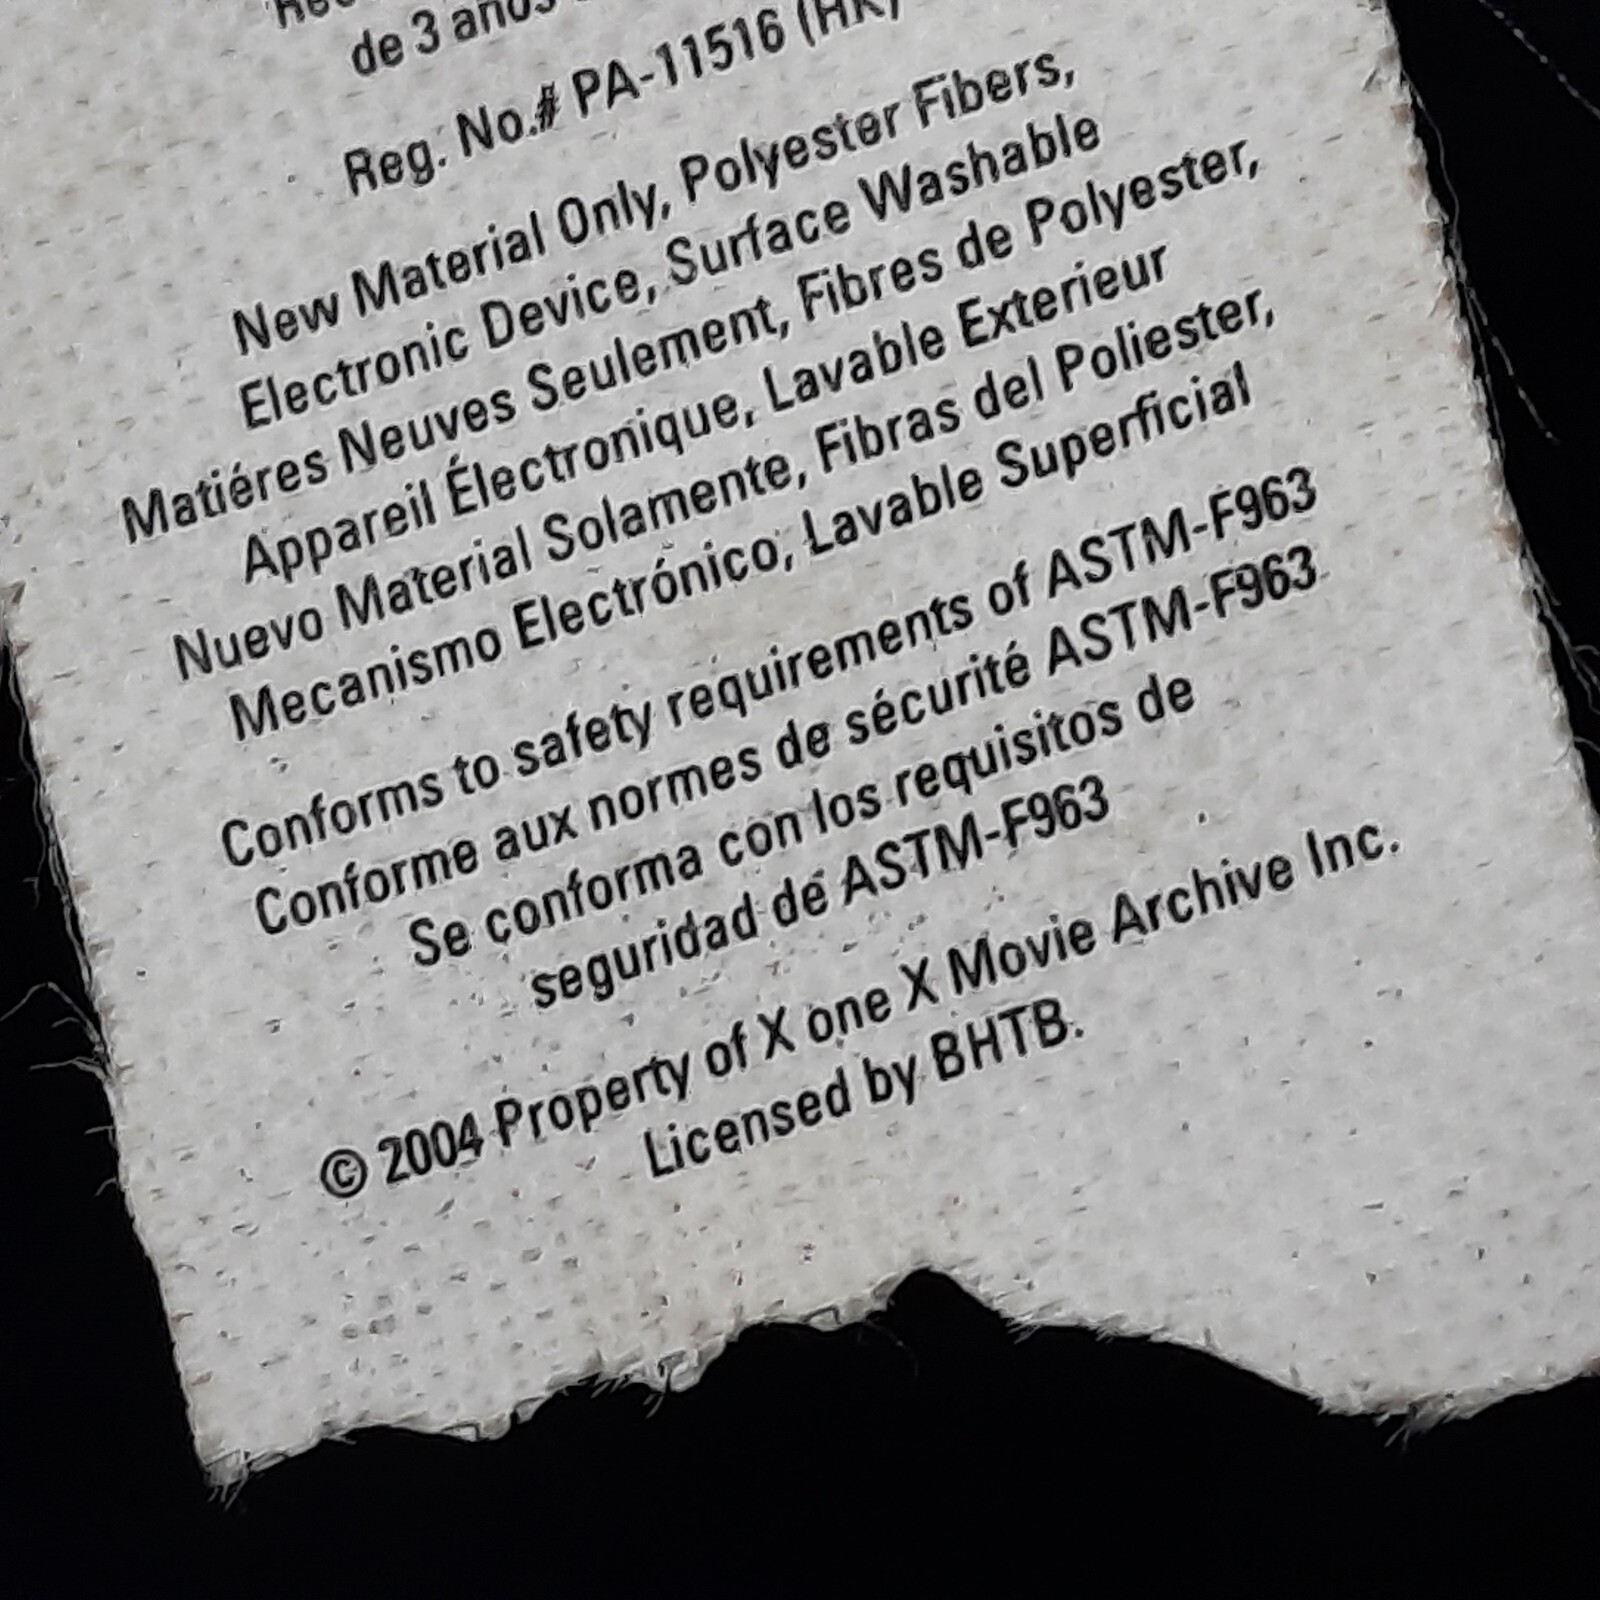 de 3 años
Reg. No.# PA-11516 (HK)
New Material Only, Polyester Fibers,
Electronic Device, Surface Washable
Matiéres Neuves Seulement, Fibres de Polyester,
Appareil Électronique, Lavable Exterieur
Nuevo Material Solamente, Fibras del Poliester,
Mecanismo Electrónico, Lavable Superficial
Conforms to safety requirements of ASTM-F963
Conforme aux normes de sécurité ASTM-F963
Se conforma con los requisitos de
seguridad de ASTM-F963
© 2004 Property of X one X Movie Archive Inc.
Licensed by BHTB.